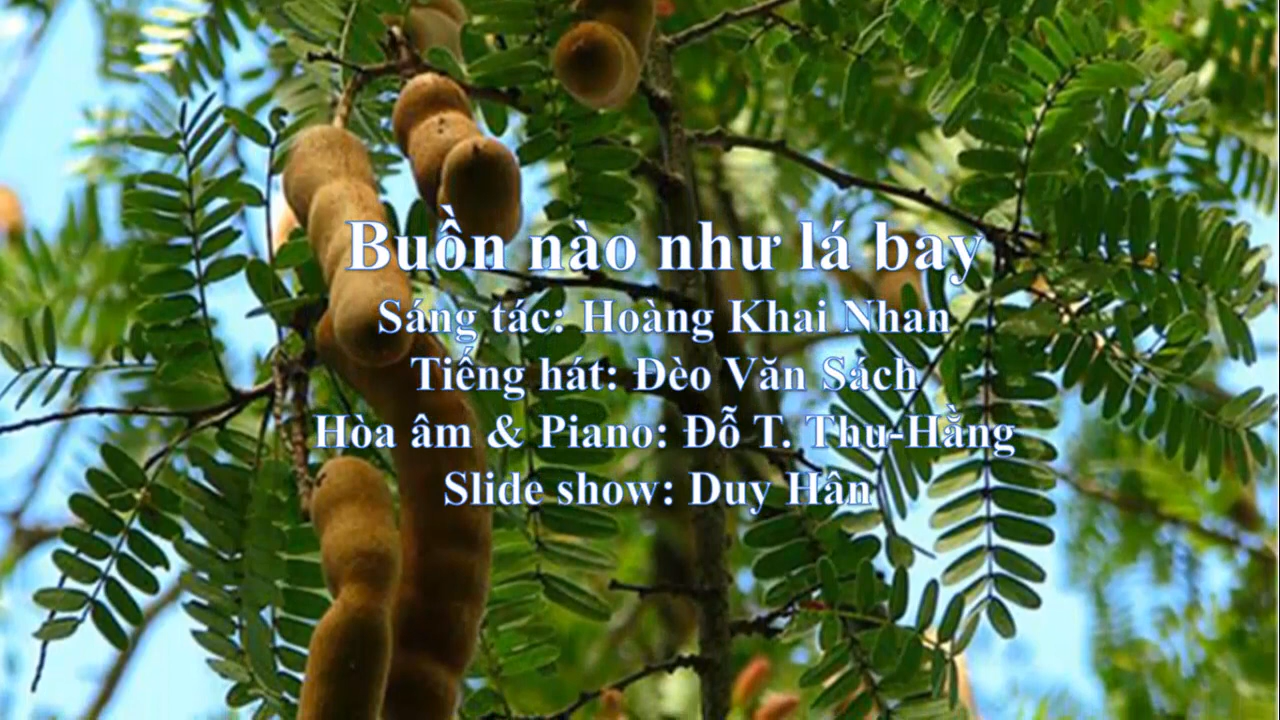 Buồn nào như lá bay
Sáng tác: Hoàng Khai Nhan
Tiếng hát: Đèo Văn Sách
Hòa âm & Piano: Đỗ T. Thu-Hằng
Slide show: Duy Hân